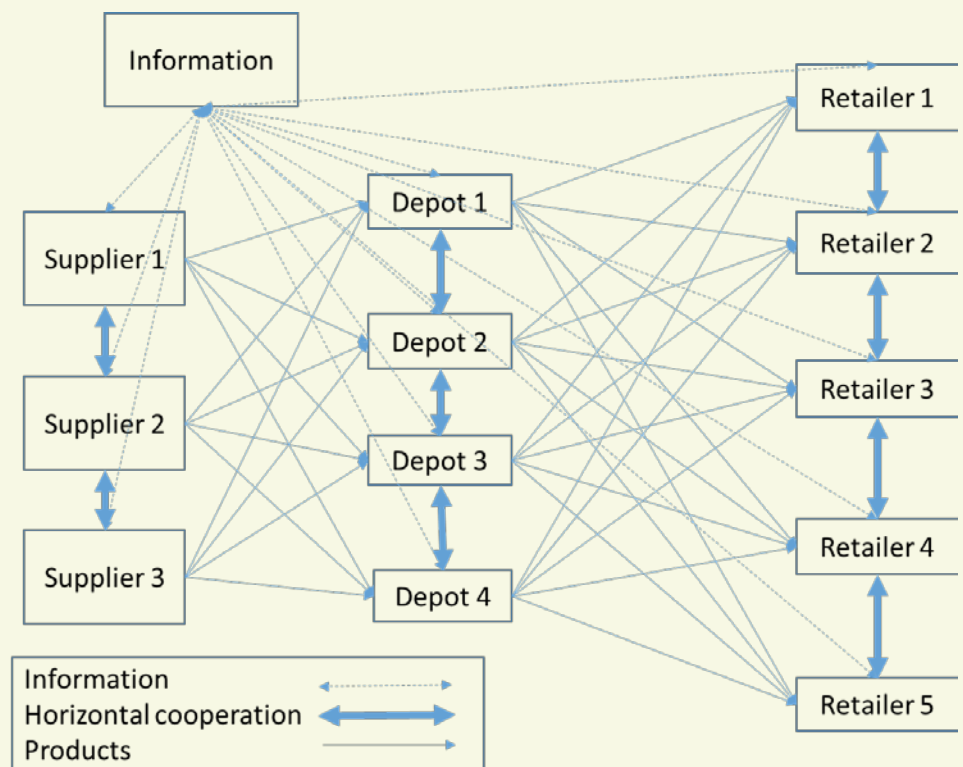 Information
Retailer 1
Depot 1
Supplier 1
Retailer 2
Depot 2
Retailer 3
Supplier 2
Depot 3
Retailer 4
Supplier 3
Depot 4
Information
Horizontal cooperation
Products
Retailer 5